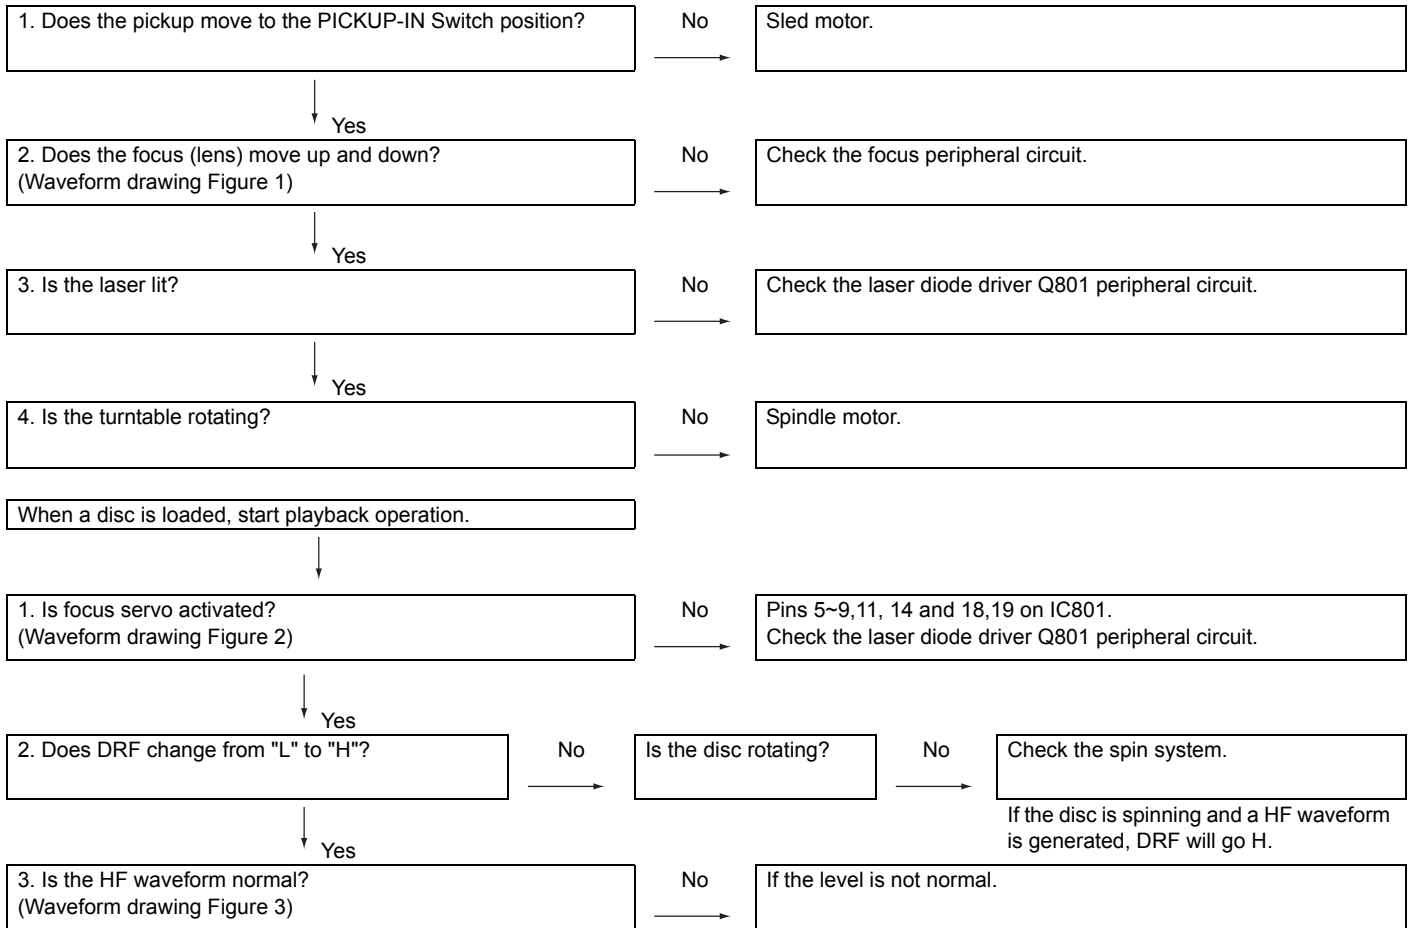 1. Does the pickup move to the PICKUP-IN Switch position?
No
Sled motor.
Yes
2. Does the focus (lens) move up and down?
(Waveform drawing Figure 1)
No
Check the focus peripheral circuit.
Yes
3. Is the laser lit?
No
Check the laser diode driver Q801 peripheral circuit.
Yes
4. Is the turntable rotating?
No
Spindle motor.
When a disc is loaded, start playback operation.
1. Is focus servo activated?
(Waveform drawing Figure 2)
No
Pins 5~9,11, 14 and 18,19 on IC801.
Check the laser diode driver Q801 peripheral circuit.
Yes
2. Does DRF change from "L" to "H"?
No
Is the disc rotating?
No
Check the spin system.
If the disc is spinning and a HF waveform
is generated, DRF will go H.
Yes
3. Is the HF waveform normal?
(Waveform drawing Figure 3)
No
If the level is not normal.